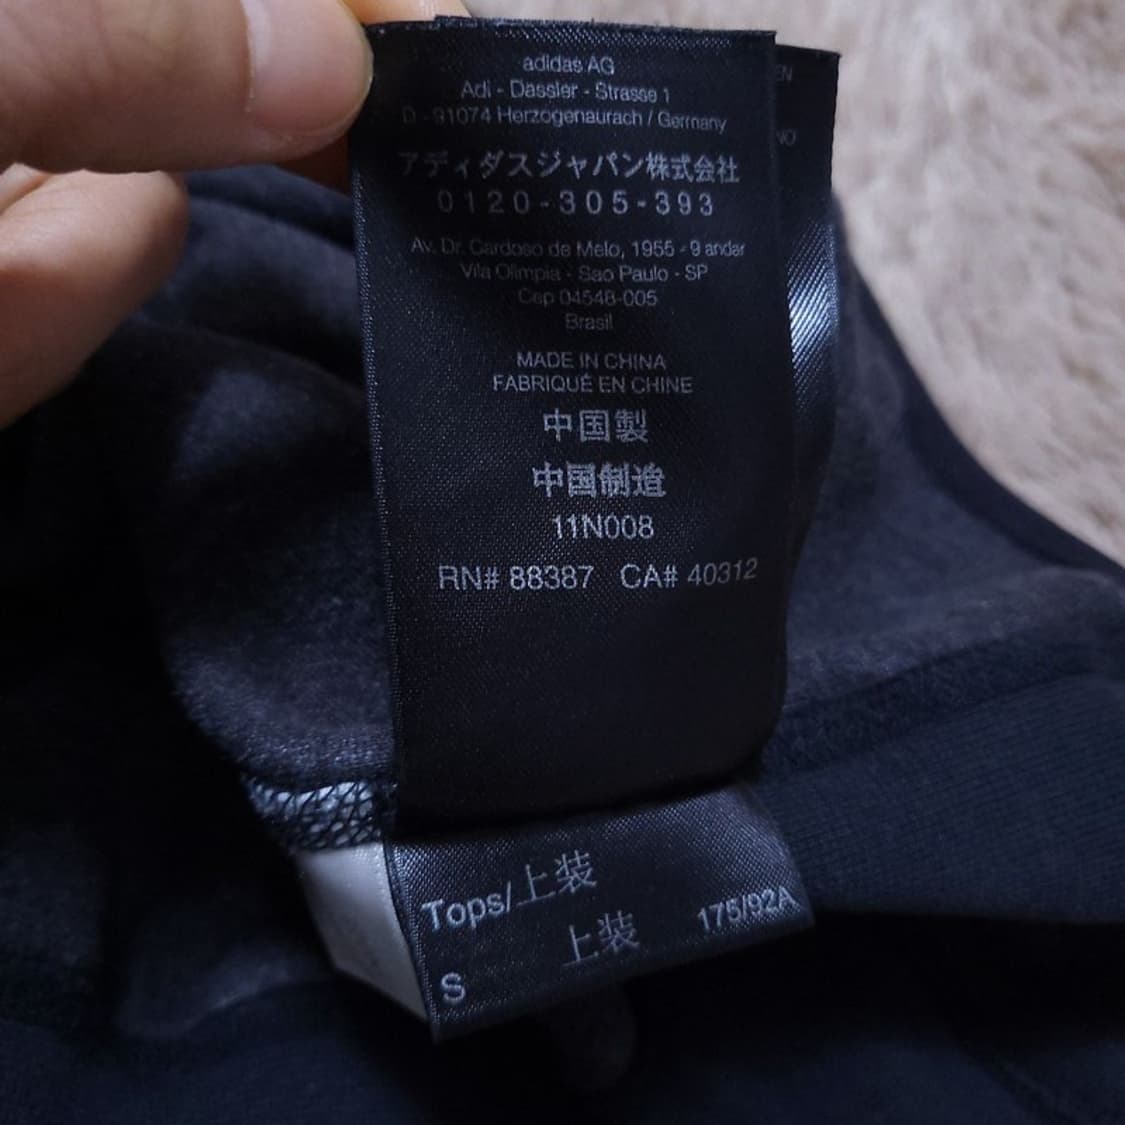 adidas AG
Adi - Dassler - Strasse 1
D - 91074 Herzogenaurach / Germany
アディダスジャパン株式会社
0120-305-393
Av. Dr. Cardoso de Melo, 1955 - 9 andar
Vila Olimpia - Sao Paulo - SP
Cep 04548-005
Brasil
MADE IN CHINA
FABRIQUÉ EN CHINE
中国製
中国制造
11N008
RN# 88387 CA# 40312
EN
NO
Tops/上装
上装 175/92A
S